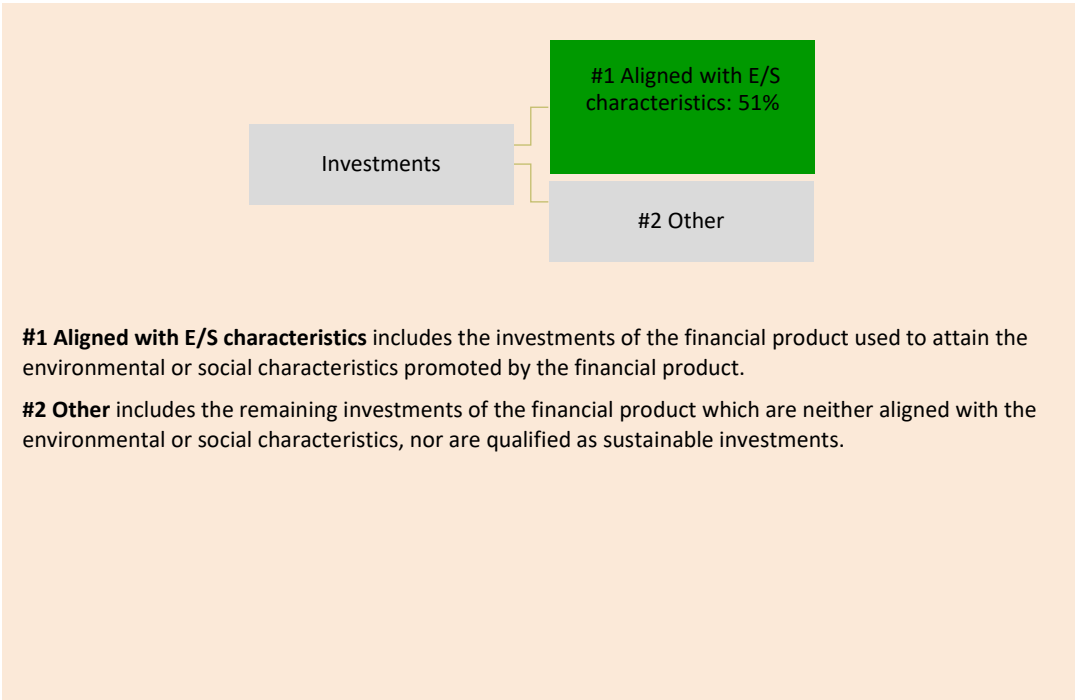 #1 Aligned with E/S
characteristics: 51%
Investments
#2 Other
#1 Aligned with E/S characteristics includes the investments of the financial product used to attain the
environmental or social characteristics promoted by the financial product.
#2 Other includes the remaining investments of the financial product which are neither aligned with the
environmental or social characteristics, nor are qualified as sustainable investments.